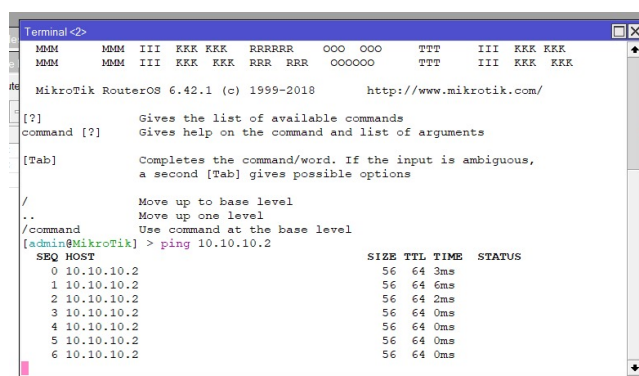 Terminal <2>
MMM MMM III KKK KKK RRRRRR OOO OOO TTT III KKK KKK
MMM MMM III KKK KKK RRR RRR OOOOOO TTT III KKK KKK
MikroTik RouterOS 6.42.1 (c) 1999-2018 http://www.mikrotik.com/
[?] Gives the list of available commands
command [?] Gives help on the command and list of arguments
[Tab] Completes the command/word. If the input is ambiguous,
a second [Tab] gives possible options
/ Move up to base level
.. Move up one level
/command Use command at the base level
[admin@MikroTik] > ping 10.10.10.2
SEQ HOST SIZE TTL TIME STATUS
0 10.10.10.2 56 64 3ms
1 10.10.10.2 56 64 6ms
2 10.10.10.2 56 64 2ms
3 10.10.10.2 56 64 0ms
4 10.10.10.2 56 64 0ms
5 10.10.10.2 56 64 0ms
6 10.10.10.2 56 64 0ms